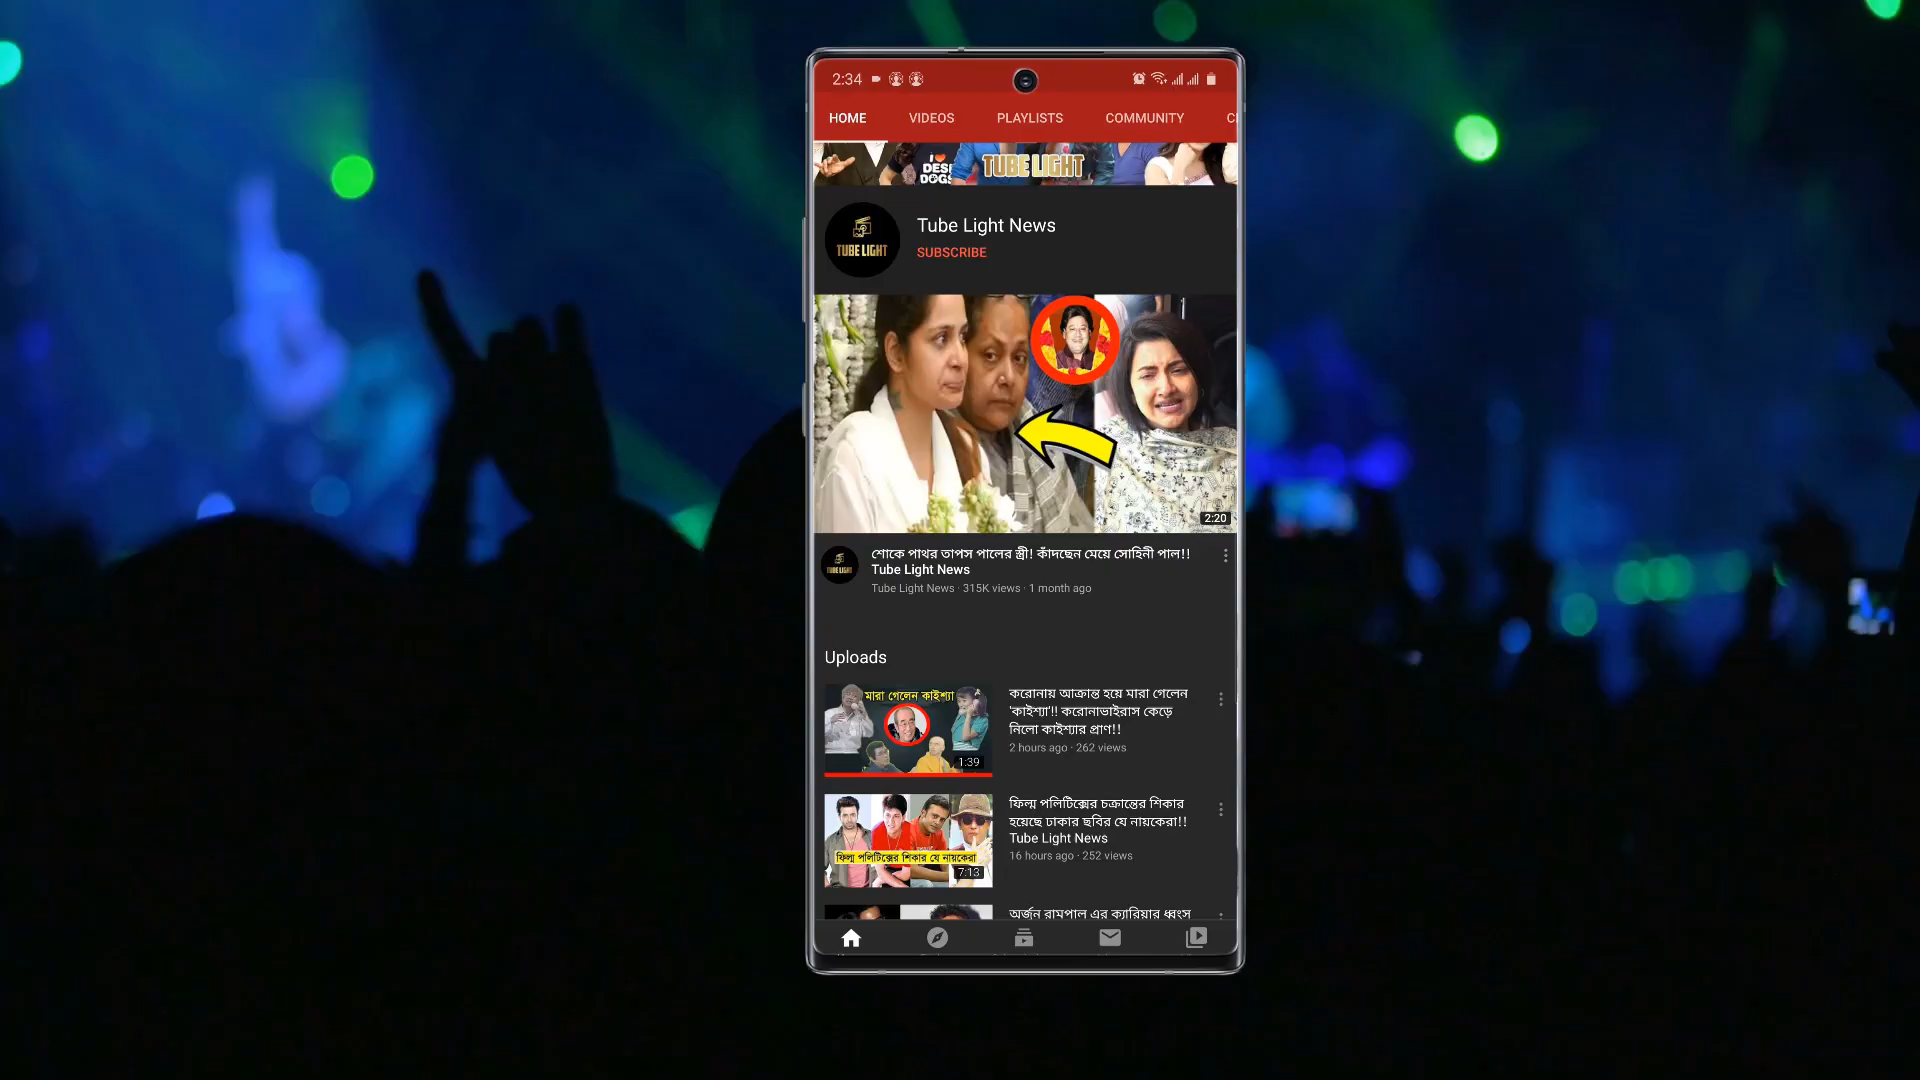 2:34
HOME VIDEOS PLAYLISTS COMMUNITY
I ❤ DESI DOGS
TUBE LIGHT
TUBE LIGHT
Tube Light News
SUBSCRIBE
2:20
শোকে পাথর তাপস পালের স্ত্রী! কাঁদছেন মেয়ে সোহিনী পাল!!
Tube Light News
Tube Light News · 315K views · 1 month ago
TUBE LIGHT
Uploads
মারা গেলেন কাইশ্যা
1:39
করোনায় আক্রান্ত হয়ে মারা গেলেন
'কাইশ্যা'!! করোনাভাইরাস কেড়ে
নিলো কাইশ্যার প্রাণ!!
2 hours ago · 262 views
ফিল্ম পলিটিক্সের শিকার যে নায়কেরা
7:13
ফিল্ম পলিটিক্সের চক্রান্তের শিকার
হয়েছে ঢাকার ছবির যে নায়কেরা!!
Tube Light News
16 hours ago · 252 views
অর্জুন রামপাল এর ক্যারিয়ার ধ্বংস